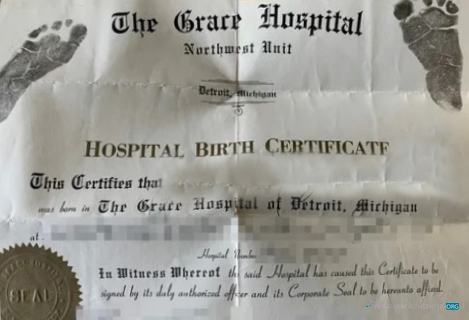 The Grace Hospital
Northwest Unit
Detroit, Michigan
HOSPITAL BIRTH CERTIFICATE
This Certifies that
was born in The Grace Hospital of Detroit, Michigan
at
Hospital Number
In Witness Whereof the said Hospital has caused this Certificate to be
signed by its duly authorized officer and its Corporate Seal to be hereunto affixed.
SEAL
ORG